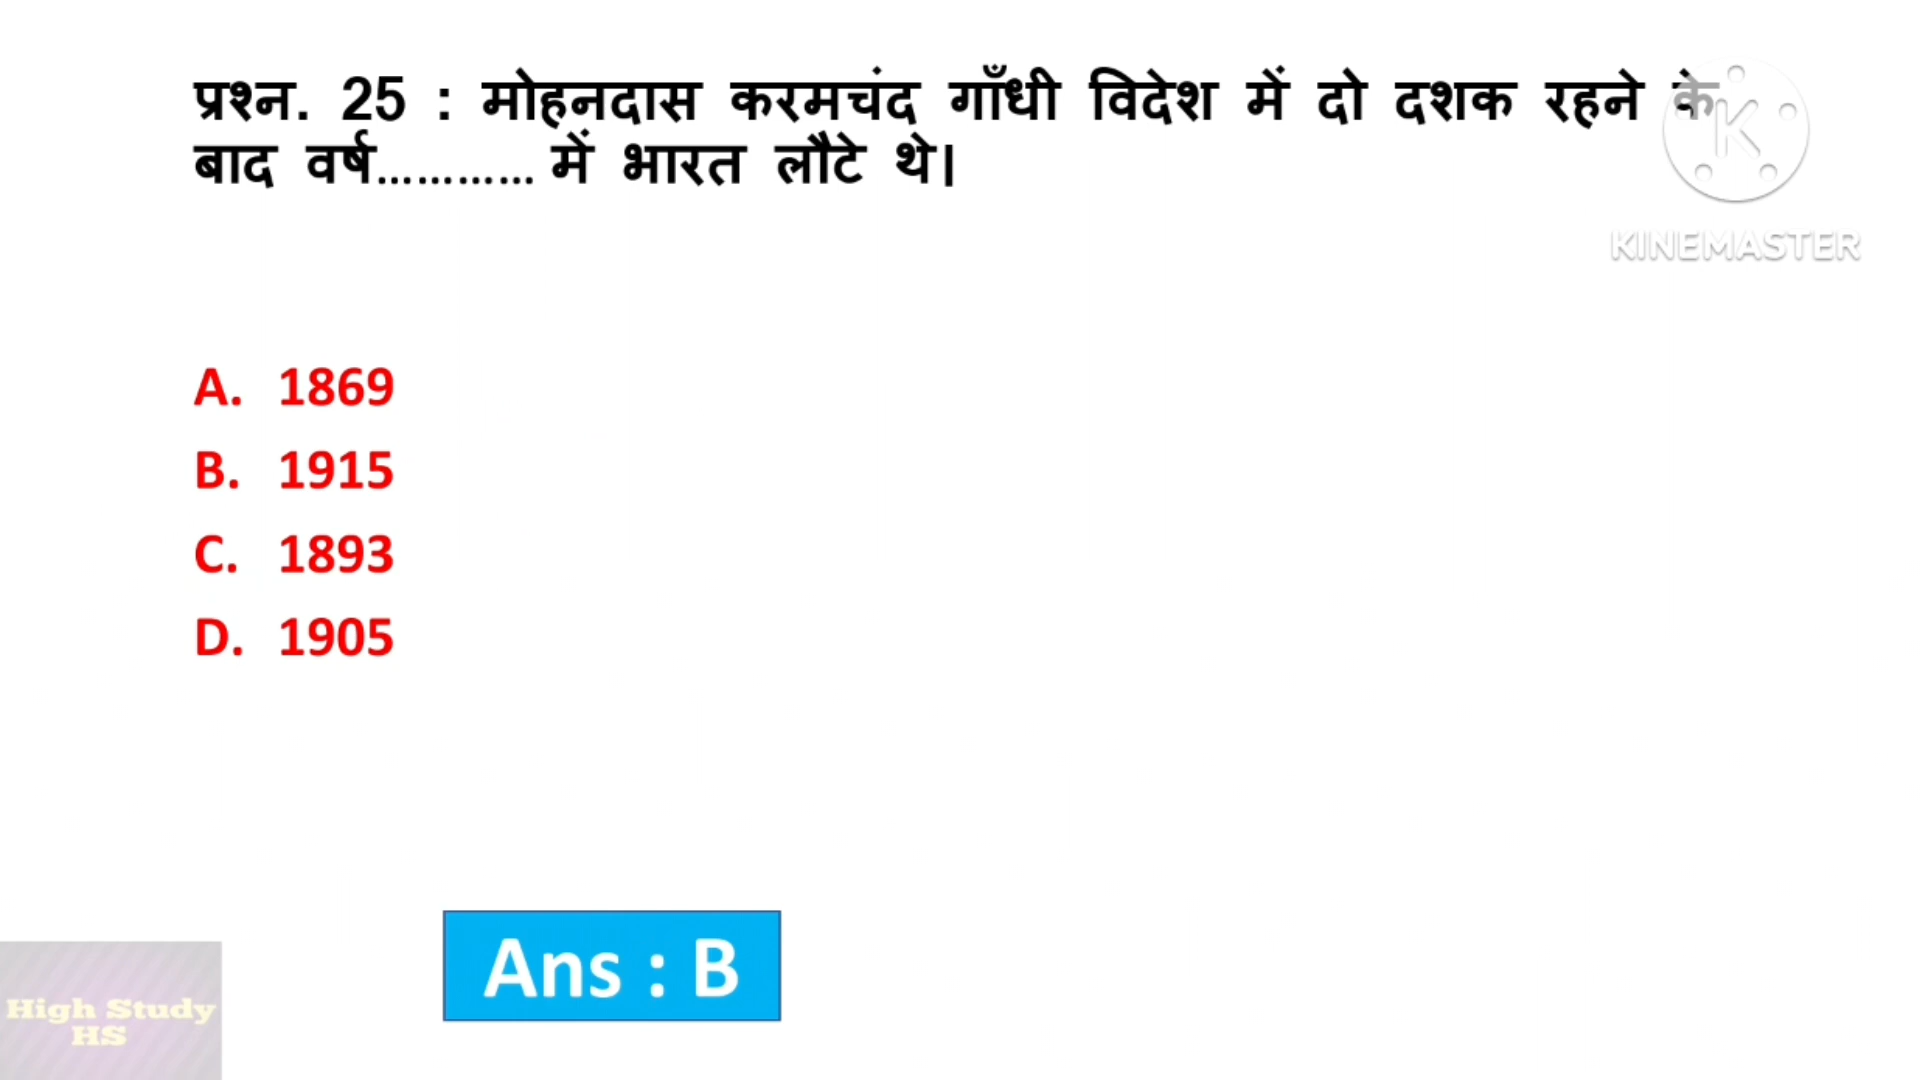 प्रश्न. 25 : मोहनदास करमचंद गाँधी विदेश में दो दशक रहने के
बाद वर्ष............ में भारत लौटे थे।
K
KINEMASTER
A. 1869
B. 1915
C. 1893
D. 1905
Ans : B
High Study
HS